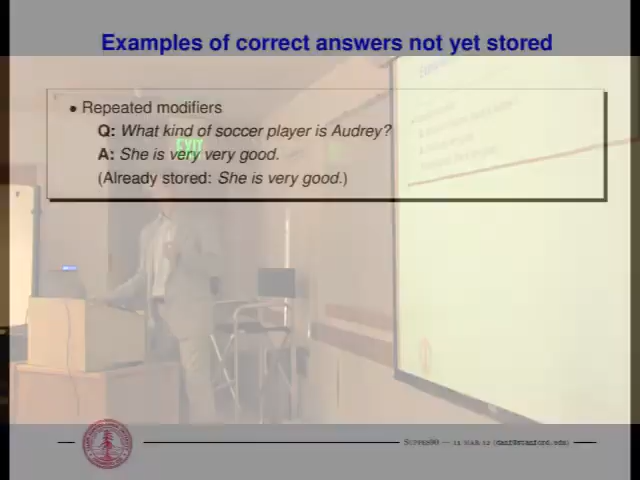 Examples of correct answers not yet stored
• Repeated modifiers
Q: What kind of soccer player is Audrey?
A: She is very very good.
(Already stored: She is very good.)
EXIT